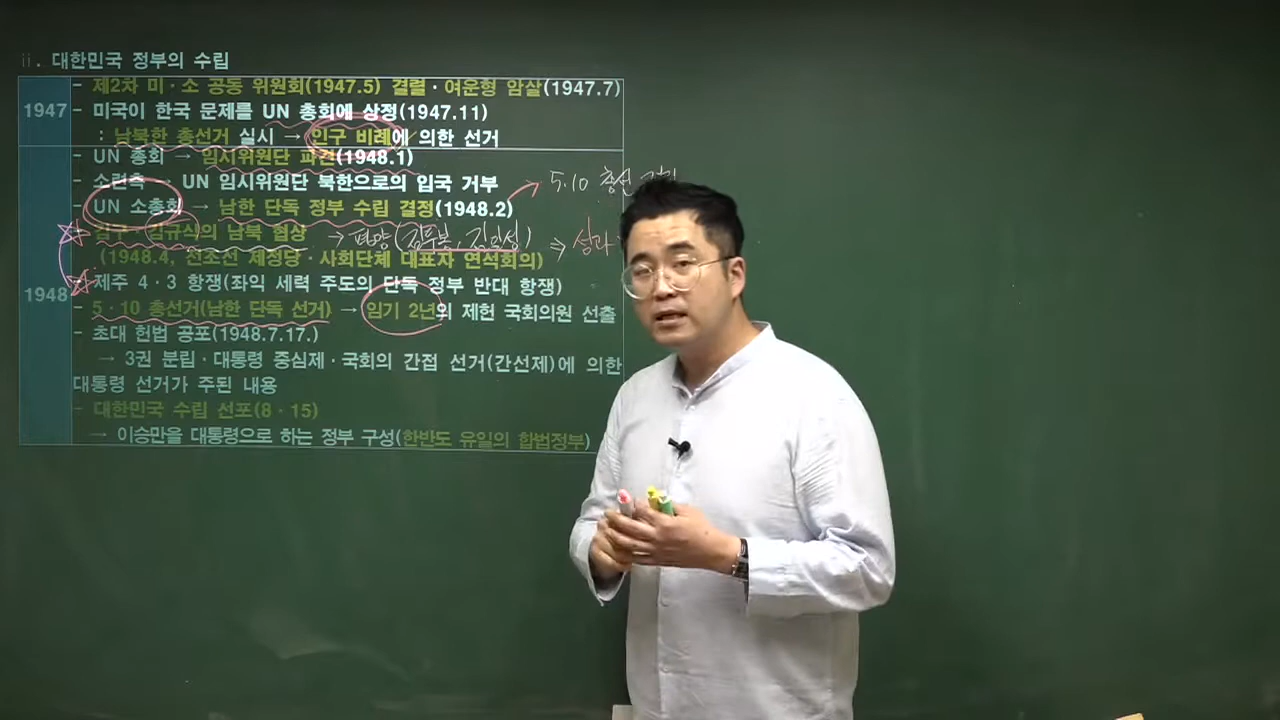 ii. 대한민국 정부의 수립
1947
- 제2차 미·소 공동 위원회(1947.5) 결렬·여운형 암살(1947.7)
- 미국이 한국 문제를 UN 총회에 상정(1947.11)
: 남북한 총선거 실시 → 인구 비례에 의한 선거
1948
- UN 총회 → 임시위원단 파견(1948.1)
- 소련측 → UN 임시위원단 북한으로의 입국 거부
- UN 소총회 → 남한 단독 정부 수립 결정(1948.2) → 5.10 총선
- 김구·김규식의 남북 협상 → 평양 (김두봉, 김일성) ⇒ 성과
(1948.4, 전조선 제정당·사회단체 대표자 연석회의)
- 제주 4·3 항쟁(좌익 세력 주도의 단독 정부 반대 항쟁)
- 5·10 총선거(남한 단독 선거) → 임기 2년의 제헌 국회의원 선출
- 초대 헌법 공포(1948.7.17.)
→ 3권 분립·대통령 중심제·국회의 간접 선거(간선제)에 의한
대통령 선거가 주된 내용
- 대한민국 수립 선포(8·15)
→ 이승만을 대통령으로 하는 정부 구성(한반도 유일의 합법정부)